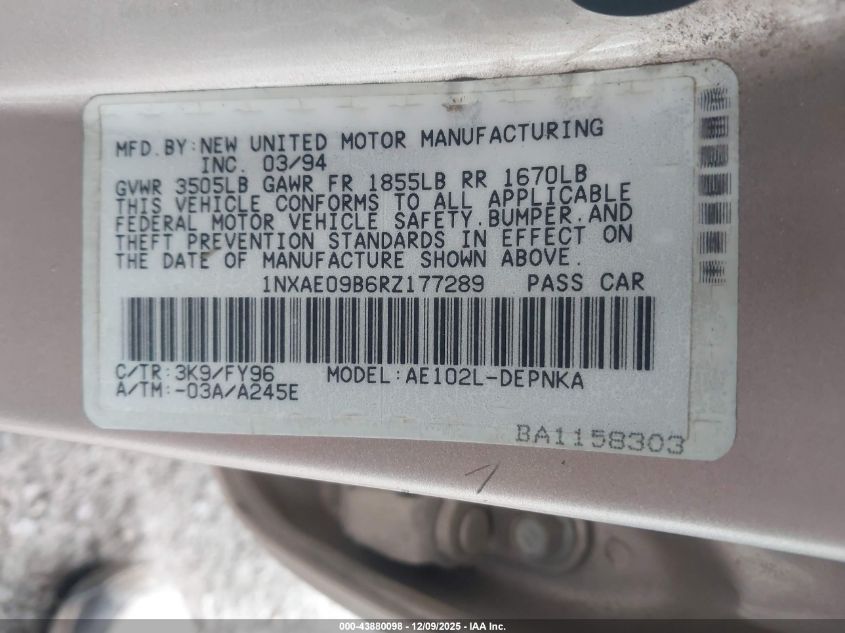 MFD.BY:NEW UNITED MOTOR MANUFACTURING
INC. 03/94
GVWR 3505LB GAWR FR 1855LB RR 1670LB
THIS VEHICLE CONFORMS TO ALL APPLICABLE
FEDERAL MOTOR VEHICLE SAFETY.BUMPER.AND
THEFT PREVENTION STANDARDS IN EFFECT ON
THE DATE OF MANUFACTURE SHOWN ABOVE.
1NXAE09B6RZ177289 PASS CAR
C/TR:3K9/FY96 MODEL:AE102L-DEPNKA
A/TM:-03A/A245E
BA1158303
000-43880098 | 12/09/2025 | IAA Inc.